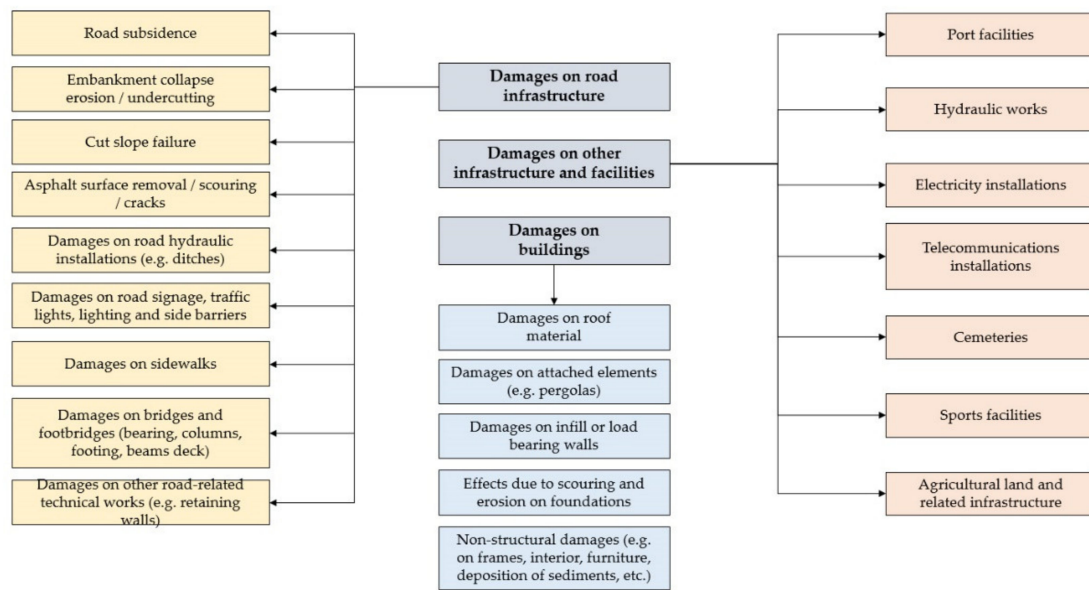 Road subsidence
Embankment collapse
erosion / undercutting
Cut slope failure
Asphalt surface removal / scouring
/ cracks
Damages on road hydraulic
installations (e.g. ditches)
Damages on road signage, traffic
lights, lighting and side barriers
Damages on sidewalks
Damages on bridges and
footbridges (bearing, columns,
footing, beams deck)
Damages on other road-related
technical works (e.g. retaining
walls)
Damages on road
infrastructure
Damages on other
infrastructure and facilities
Damages on
buildings
Damages on roof
material
Damages on attached elements
(e.g. pergolas)
Damages on infill or load
bearing walls
Effects due to scouring and
erosion on foundations
Non-structural damages (e.g.
on frames, interior, furniture,
deposition of sediments, etc.)
Port facilities
Hydraulic works
Electricity installations
Telecommunications
installations
Cemeteries
Sports facilities
Agricultural land and
related infrastructure